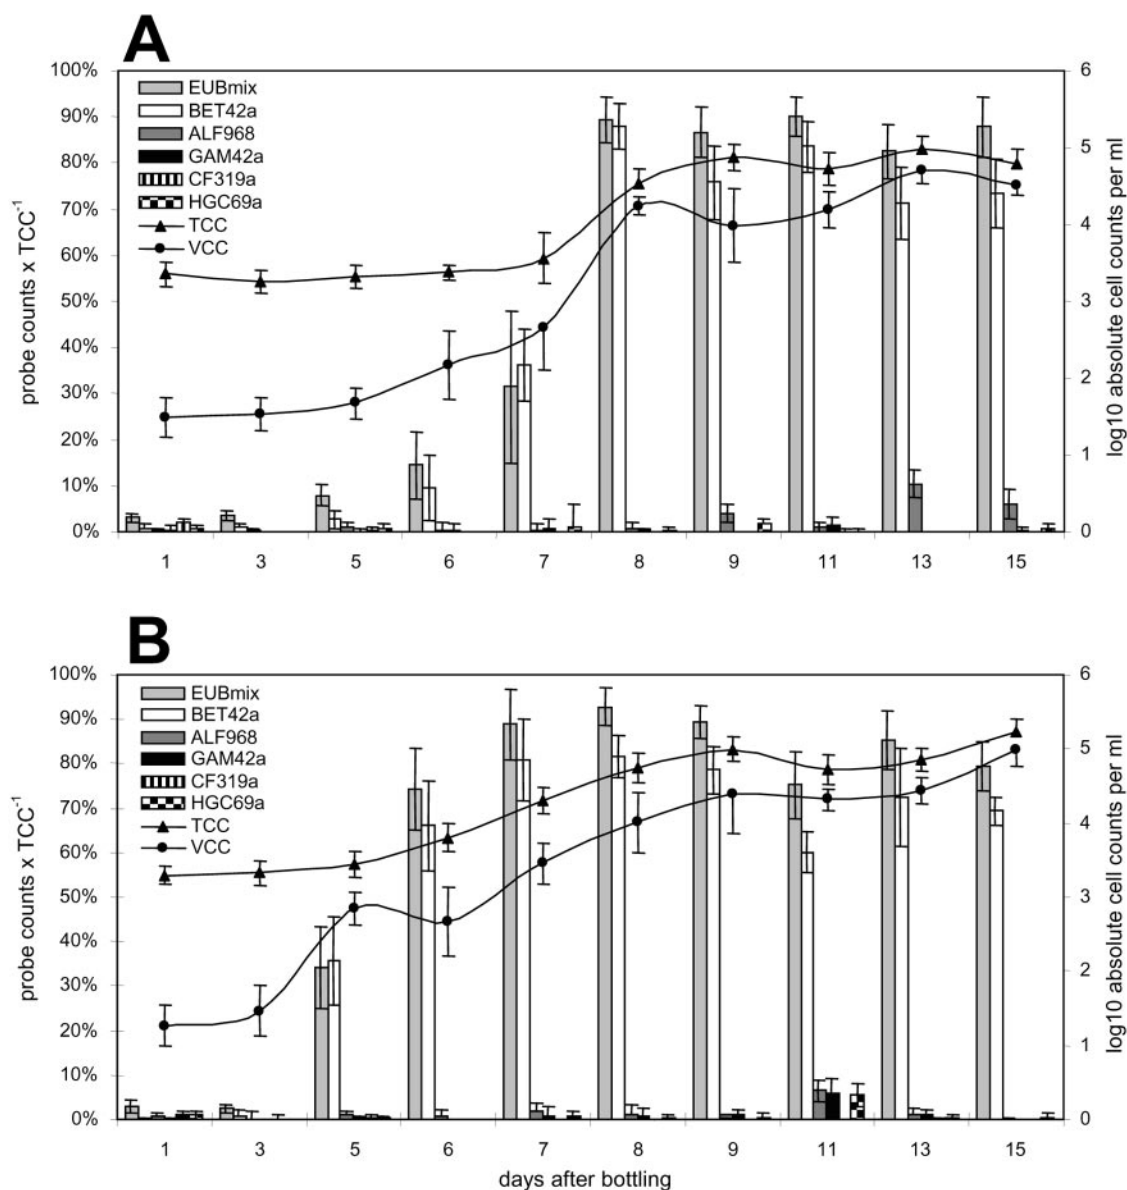 A
100%
90%
80%
70%
60%
50%
40%
30%
20%
10%
0%
probe counts x TCC⁻¹
EUBmix
BET42a
ALF968
GAM42a
CF319a
HGC69a
TCC
VCC
6
5
4
3
2
1
0
log10 absolute cell counts per ml
1 3 5 6 7 8 9 11 13 15
B
100%
90%
80%
70%
60%
50%
40%
30%
20%
10%
0%
probe counts x TCC⁻¹
EUBmix
BET42a
ALF968
GAM42a
CF319a
HGC69a
TCC
VCC
6
5
4
3
2
1
0
log10 absolute cell counts per ml
1 3 5 6 7 8 9 11 13 15
days after bottling